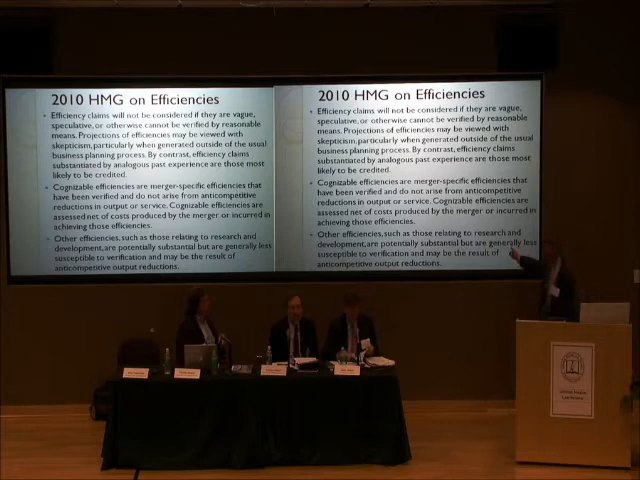 2010 HMG on Efficiencies
Efficiency claims will not be considered if they are vague,
speculative, or otherwise cannot be verified by reasonable
means. Projections of efficiencies may be viewed with
skepticism, particularly when generated outside of the usual
business planning process. By contrast, efficiency claims
substantiated by analogous past experience are those most
likely to be credited.
Cognizable efficiencies are merger-specific efficiencies that
have been verified and do not arise from anticompetitive
reductions in output or service. Cognizable efficiencies are
assessed net of costs produced by the merger or incurred in
achieving those efficiencies.
Other efficiencies, such as those relating to research and
development, are potentially substantial but are generally less
susceptible to verification and may be the result of
anticompetitive output reductions.
2010 HMG on Efficiencies
Efficiency claims will not be considered if they are vague,
speculative, or otherwise cannot be verified by reasonable
means. Projections of efficiencies may be viewed with
skepticism, particularly when generated outside of the usual
business planning process. By contrast, efficiency claims
substantiated by analogous past experience are those most
likely to be credited.
Cognizable efficiencies are merger-specific efficiencies that
have been verified and do not arise from anticompetitive
reductions in output or service. Cognizable efficiencies are
assessed net of costs produced by the merger or incurred in
achieving those efficiencies.
Other efficiencies, such as those relating to research and
development, are potentially substantial but are generally less
susceptible to verification and may be the result of
anticompetitive output reductions.
George Mason
Law Review